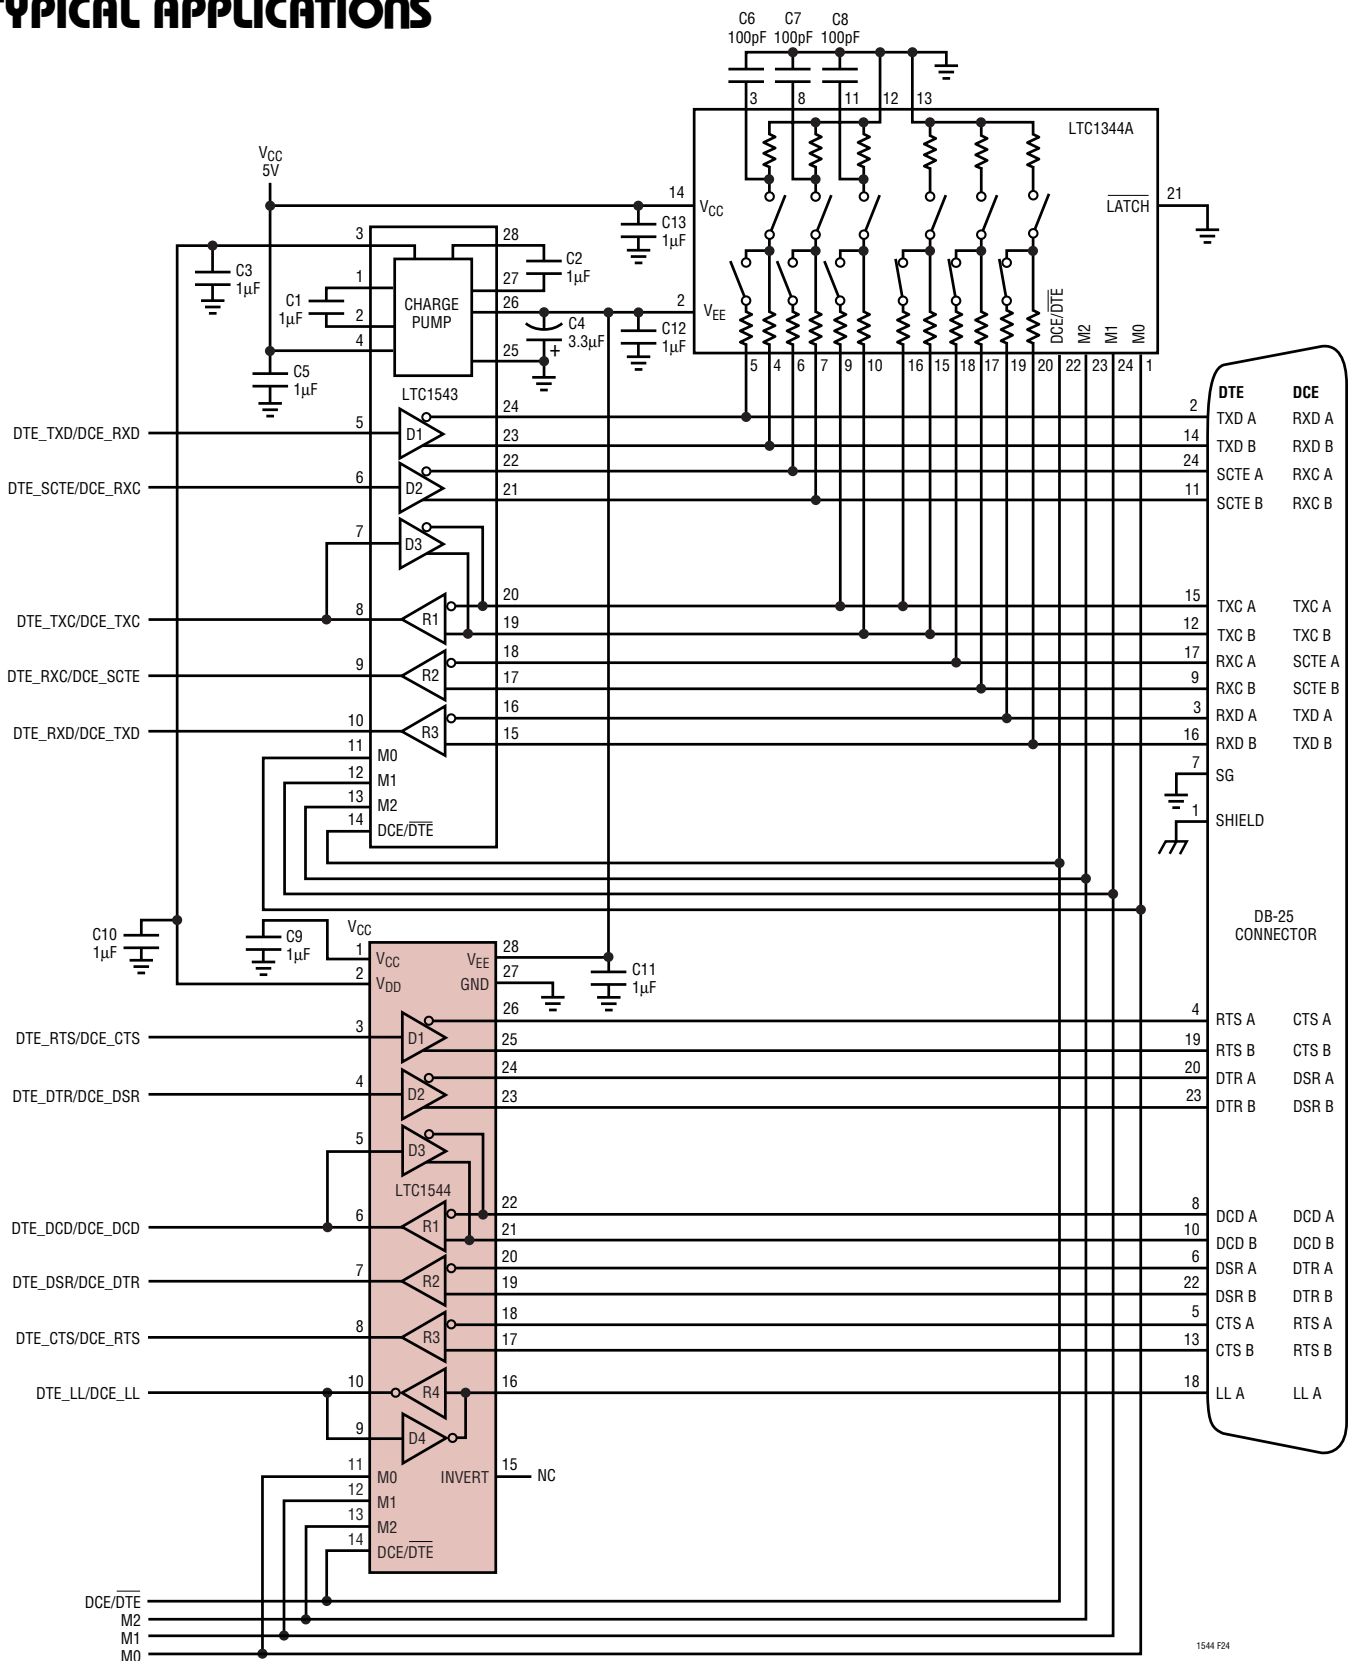 TYPICAL APPLICATIONS
C6 C7 C8
100pF 100pF 100pF
3 8 11 12 13
LTC1344A
VCC
5V
14
VCC
LATCH
21
C13
1µF
3
28
C3
1µF
C2
1µF
1
27
C1
1µF
CHARGE
PUMP
26
2
VEE
2
C4
3.3µF
+
C12
1µF
4
25
DCE/DTE
M2
M1
M0
C5
1µF
LTC1543
5 4 6 7 9 10 16 15 18 17 19 20 22 23 24 1
DTE DCE
DTE_TXD/DCE_RXD
5
D1
24
2
TXD A RXD A
23
14
TXD B RXD B
DTE_SCTE/DCE_RXC
6
D2
22
24
SCTE A RXC A
21
11
SCTE B RXC B
7
D3
DTE_TXC/DCE_TXC
8
R1
20
15
TXC A TXC A
19
12
TXC B TXC B
DTE_RXC/DCE_SCTE
9
R2
18
17
RXC A SCTE A
17
9
RXC B SCTE B
DTE_RXD/DCE_TXD
10
R3
16
3
RXD A TXD A
15
16
RXD B TXD B
11
M0
12
M1
13
M2
14
DCE/DTE
7
SG
1
SHIELD
DB-25
CONNECTOR
C10
1µF
C9
1µF
VCC
1
VCC
VEE
28
2
VDD
GND
27
C11
1µF
DTE_RTS/DCE_CTS
3
D1
26
4
RTS A CTS A
25
19
RTS B CTS B
DTE_DTR/DCE_DSR
4
D2
24
20
DTR A DSR A
23
23
DTR B DSR B
5
D3
LTC1544
DTE_DCD/DCE_DCD
6
R1
22
8
DCD A DCD A
21
10
DCD B DCD B
DTE_DSR/DCE_DTR
7
R2
20
6
DSR A DTR A
19
22
DSR B DTR B
DTE_CTS/DCE_RTS
8
R3
18
5
CTS A RTS A
17
13
CTS B RTS B
DTE_LL/DCE_LL
10
R4
16
18
LL A LL A
9
D4
11
M0
INVERT
15
NC
12
M1
13
M2
14
DCE/DTE
DCE/DTE
M2
M1
M0
1544 F24